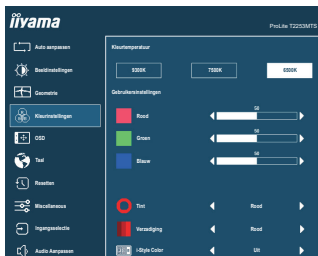 iiyama
ProLite T2253MTS
Auto aanpassen
Beeldinstellingen
Geometrie
Kleurinstellingen
OSD
Taal
Resetten
Miscellaneous
Ingangsselectie
Audio Aanpassen
Kleurtemperatuur
9300K
7500K
6500K
Gebruikersinstellingen
50
Rood
50
Groen
50
Blauw
Tint
Rood
Verzadiging
Rood
i-Style Color
Uit